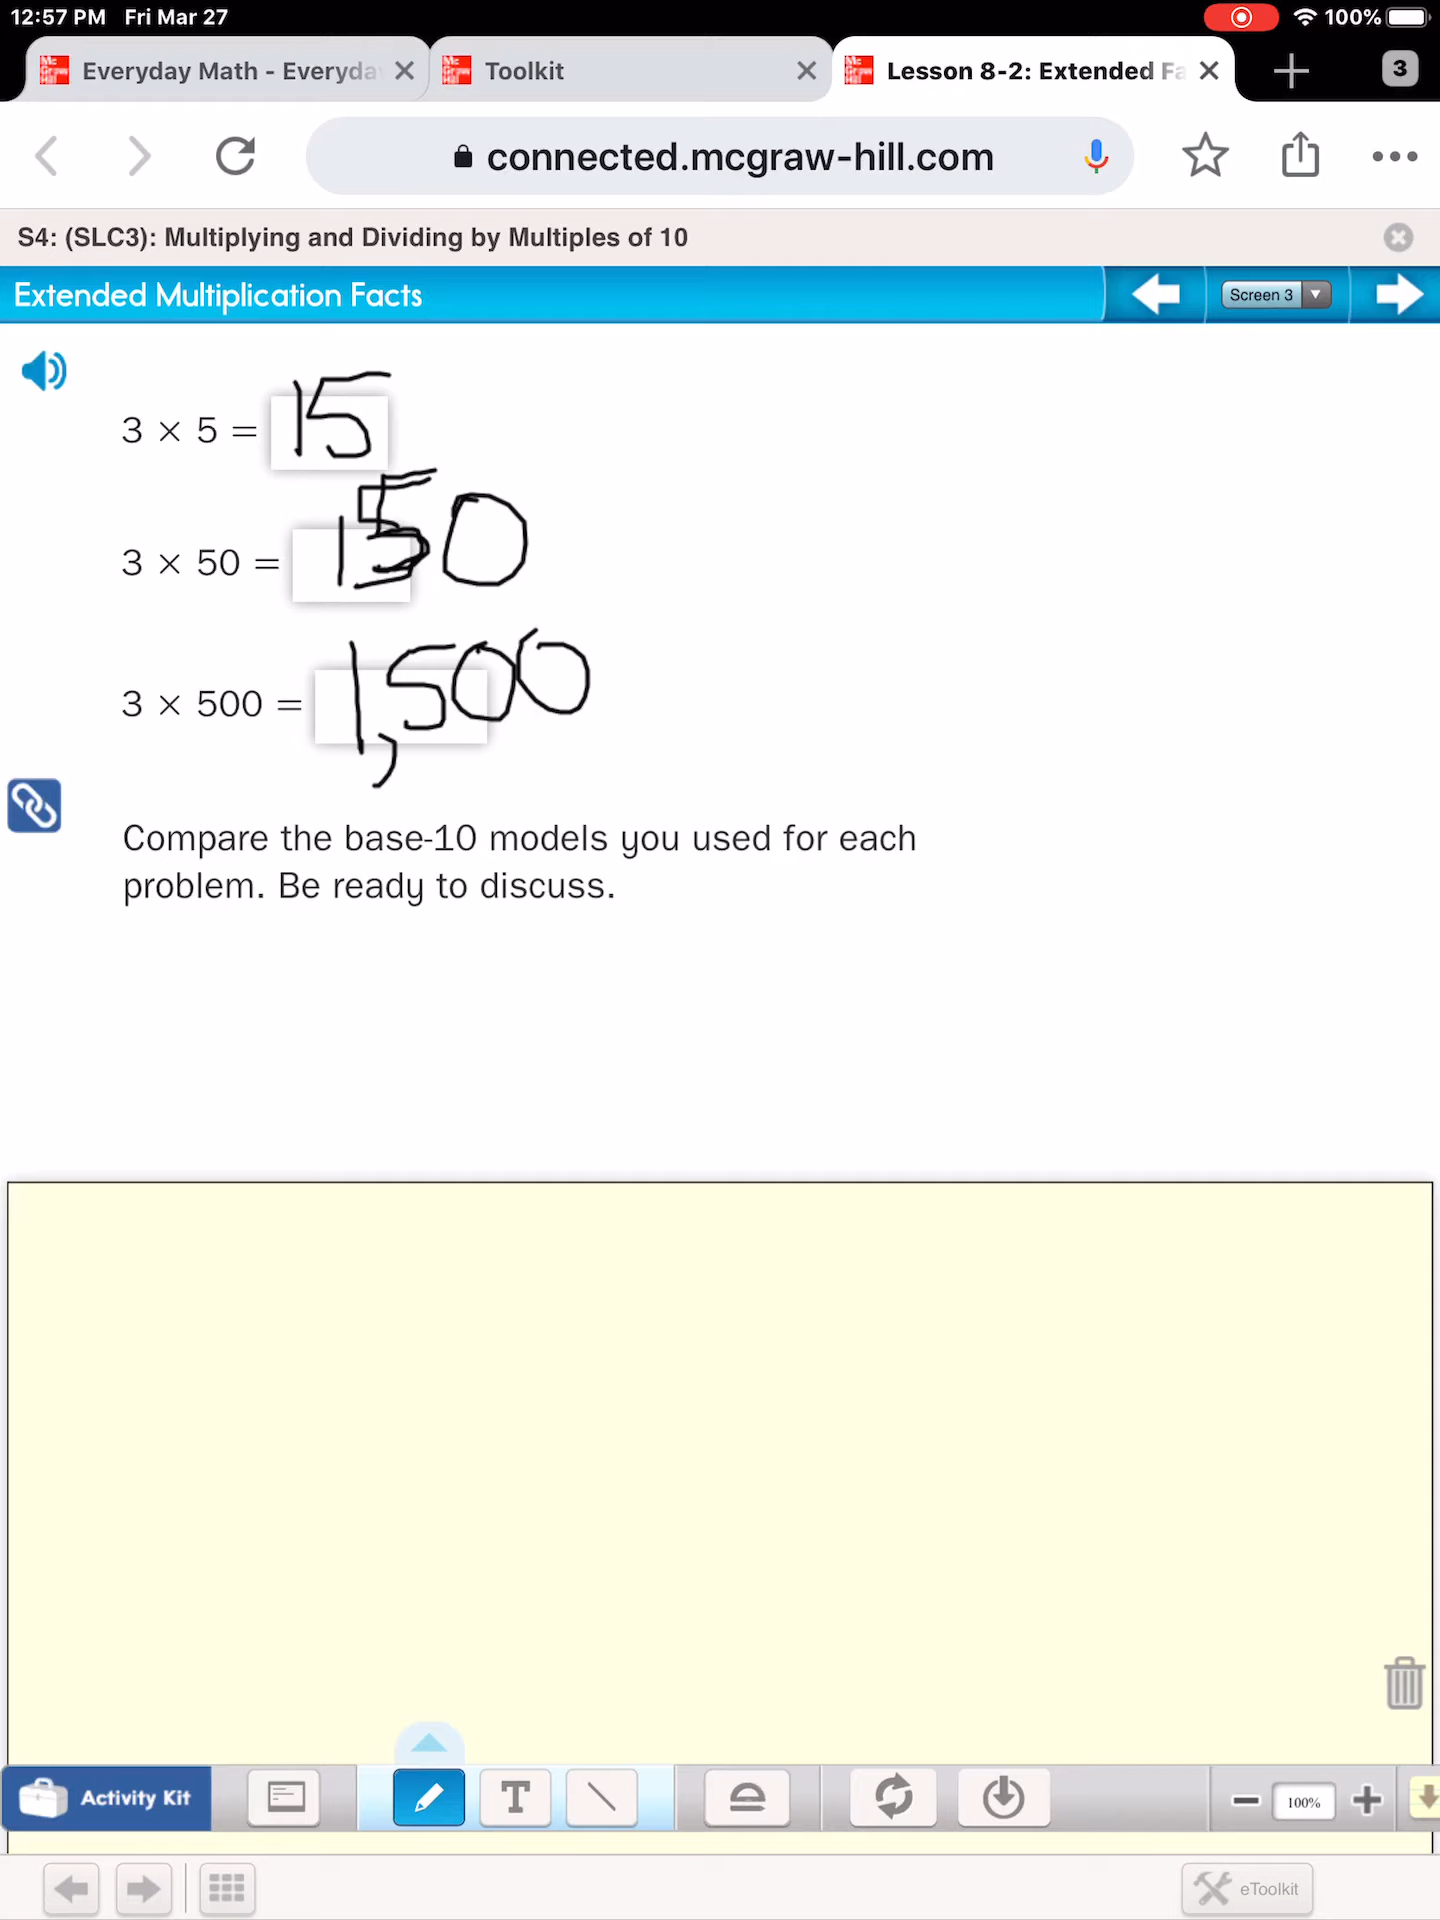 12:57 PM Fri Mar 27 100%
Everyday Math - Everyda Toolkit Lesson 8-2: Extended Fa 3
connected.mcgraw-hill.com
S4: (SLC3): Multiplying and Dividing by Multiples of 10
Extended Multiplication Facts Screen 3
3 × 5 = 15
3 × 50 = 150
3 × 500 = 1,500
Compare the base-10 models you used for each
problem. Be ready to discuss.
Activity Kit T 100%
eToolkit